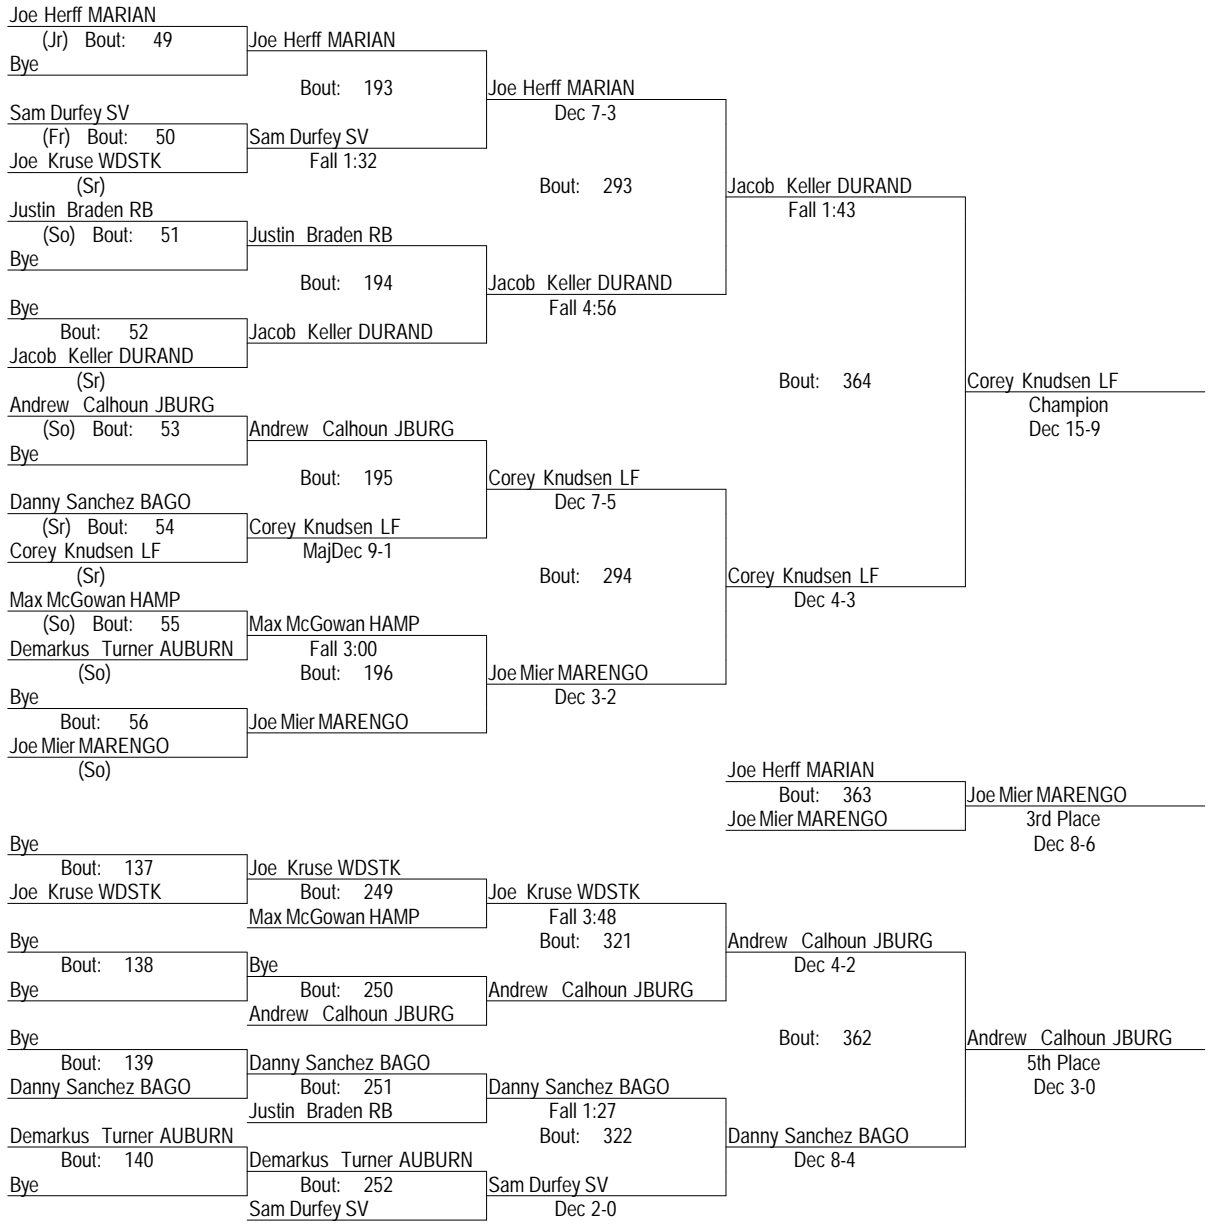 Joe Herff MARIAN
(Jr) Bout: 49 Joe Herff MARIAN
Bye
Bout: 193 Joe Herff MARIAN
Sam Durfey SV Dec 7-3
(Fr) Bout: 50 Sam Durfey SV
Joe Kruse WDSTK Fall 1:32
(Sr) Bout: 293 Jacob Keller DURAND
Justin Braden RB Fall 1:43
(So) Bout: 51 Justin Braden RB
Bye
Bout: 194 Jacob Keller DURAND
Bye Fall 4:56
Bout: 52 Jacob Keller DURAND
Jacob Keller DURAND
(Sr) Bout: 364 Corey Knudsen LF
Andrew Calhoun JBURG Champion
(So) Bout: 53 Andrew Calhoun JBURG Dec 15-9
Bye
Bout: 195 Corey Knudsen LF
Danny Sanchez BAGO Dec 7-5
(Sr) Bout: 54 Corey Knudsen LF
Corey Knudsen LF MajDec 9-1
(Sr) Bout: 294 Corey Knudsen LF
Max McGowan HAMP Dec 4-3
(So) Bout: 55 Max McGowan HAMP
Demarkus Turner AUBURN Fall 3:00
(So) Bout: 196 Joe Mier MARENGO
Bye Dec 3-2
Bout: 56 Joe Mier MARENGO
Joe Mier MARENGO
(So) Joe Herff MARIAN
Bout: 363 Joe Mier MARENGO
Joe Mier MARENGO 3rd Place
Bye Dec 8-6
Bout: 137 Joe Kruse WDSTK
Joe Kruse WDSTK Bout: 249 Joe Kruse WDSTK
Max McGowan HAMP Fall 3:48
Bye Bout: 321 Andrew Calhoun JBURG
Bout: 138 Bye Dec 4-2
Bye Bout: 250 Andrew Calhoun JBURG
Andrew Calhoun JBURG
Bye Bout: 362 Andrew Calhoun JBURG
Bout: 139 Danny Sanchez BAGO 5th Place
Danny Sanchez BAGO Bout: 251 Danny Sanchez BAGO Dec 3-0
Justin Braden RB Fall 1:27
Demarkus Turner AUBURN Bout: 322 Danny Sanchez BAGO
Bout: 140 Demarkus Turner AUBURN Dec 8-4
Bye Bout: 252 Sam Durfey SV
Sam Durfey SV Dec 2-0